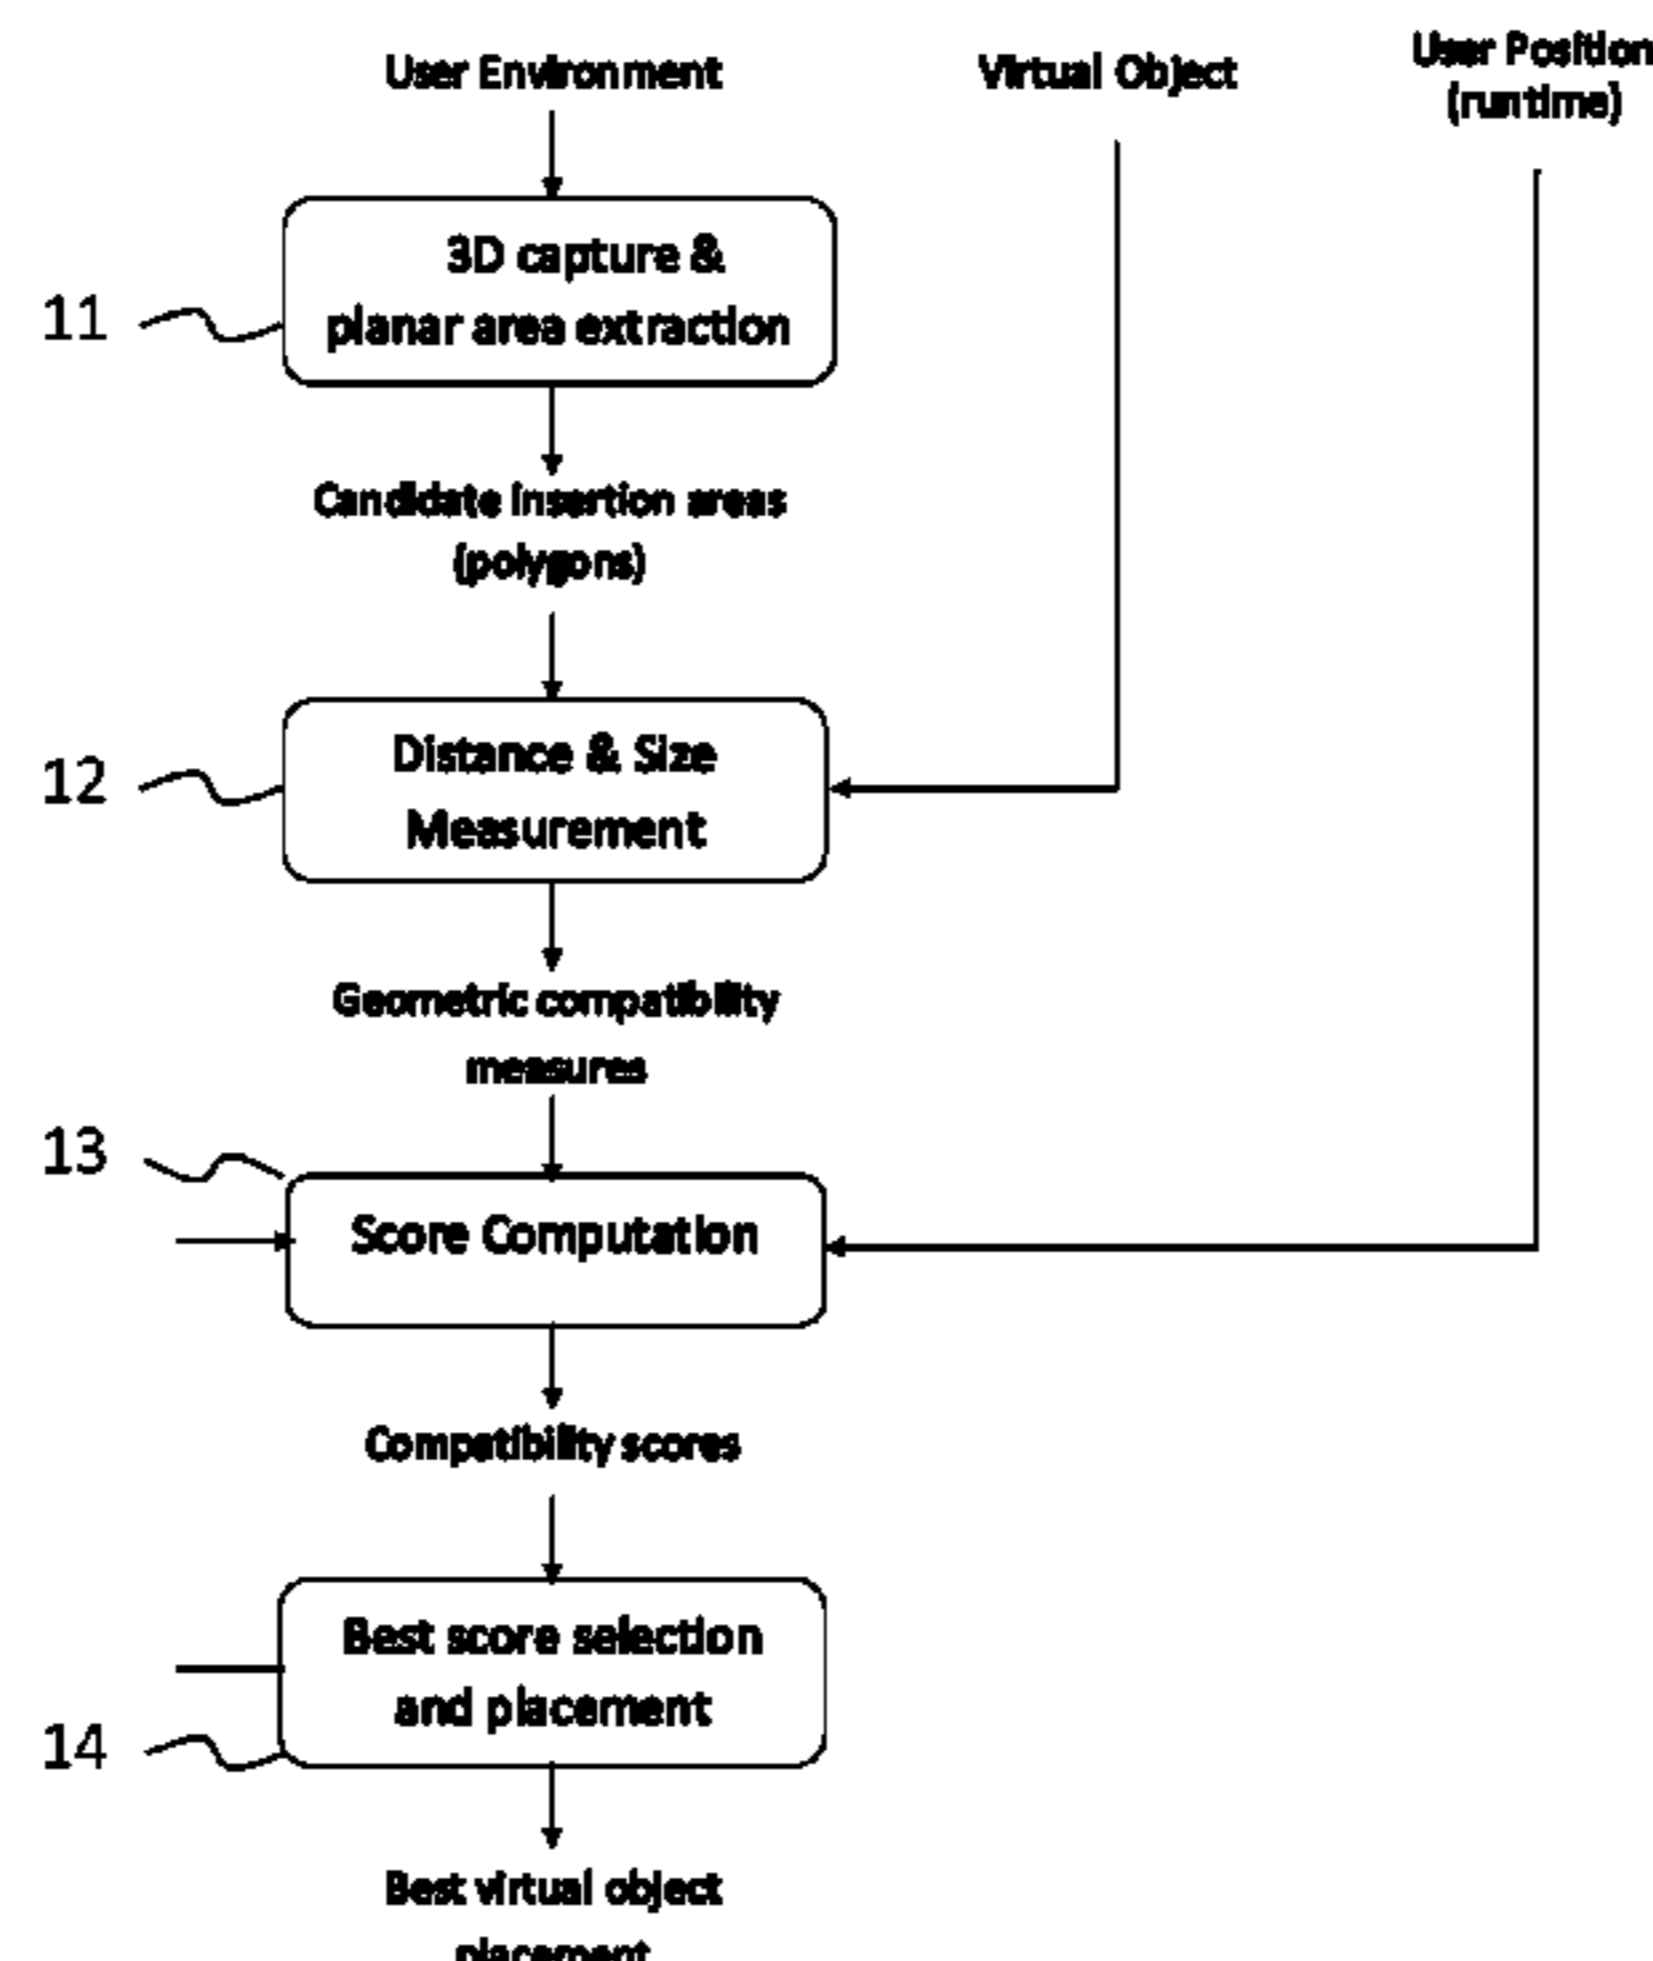 User Environment
Virtual Object
User Position
(runtime)
3D capture &
planar area extraction
11
Candidate insertion areas
(polygons)
Distance & Size
Measurement
12
Geometric compatibility
measures
13
Score Computation
Compatibility scores
Best score selection
and placement
14
Best virtual object
placement